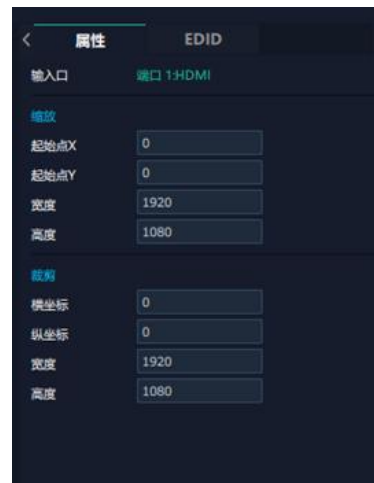 < 属性 EDID
输入口 端口 1:HDMI
缩放
起始点X 0
起始点Y 0
宽度 1920
高度 1080
裁剪
横坐标 0
纵坐标 0
宽度 1920
高度 1080